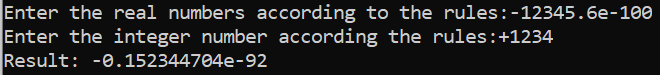 Enter the real numbers according to the rules:-12345.6e-100
Enter the integer number according the rules:+1234
Result: -0.152344704e-92